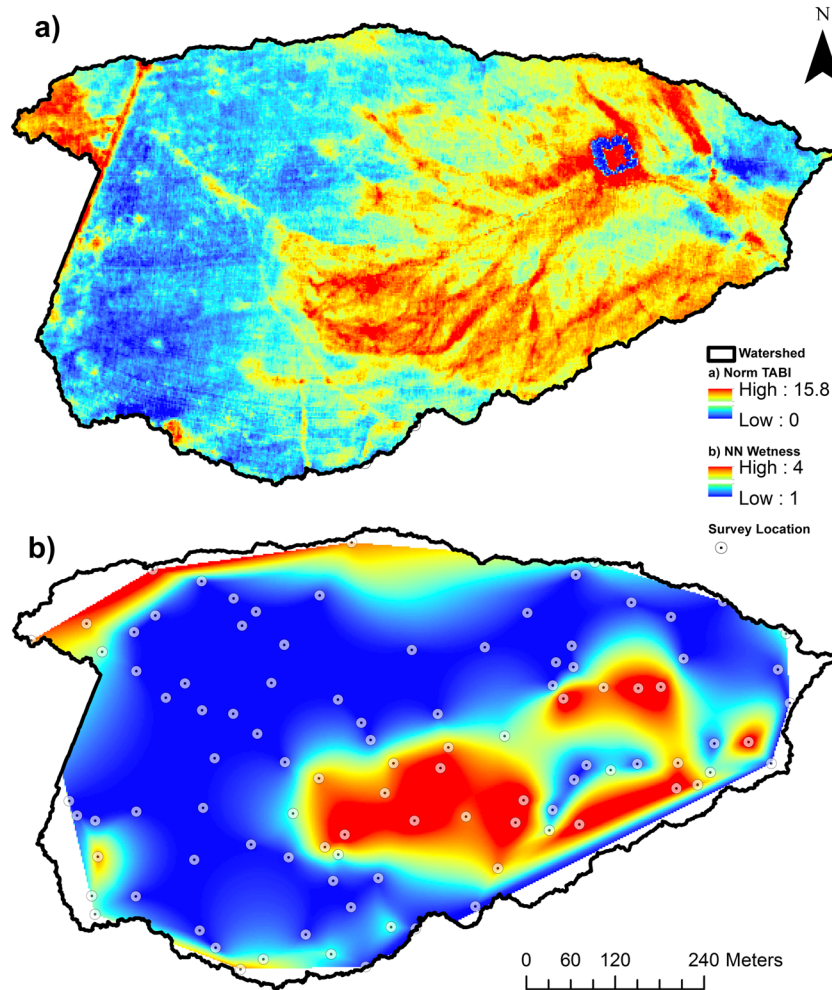 a)
N
Watershed
a) Norm TABI
High : 15.8
Low : 0
b) NN Wetness
High : 4
Low : 1
Survey Location
b)
0 60 120 240 Meters